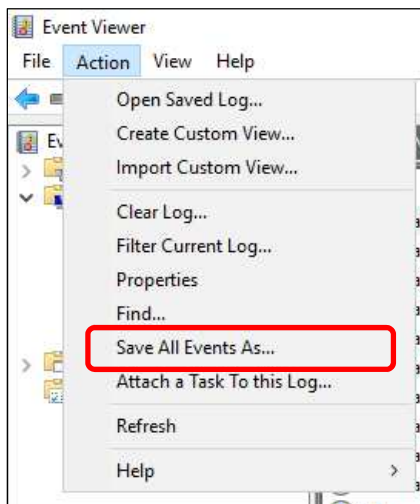 Event Viewer
File Action View Help
Open Saved Log...
Create Custom View...
Import Custom View...
Clear Log...
Filter Current Log...
Properties
Find...
Save All Events As...
Attach a Task To this Log...
Refresh
Help